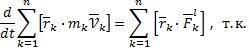 d/dt ∑_{k=1}^{n} [r̅_k · m_k V̅_k] = ∑_{k=1}^{n} [r̅_k · F̅_k^l] , т.к.